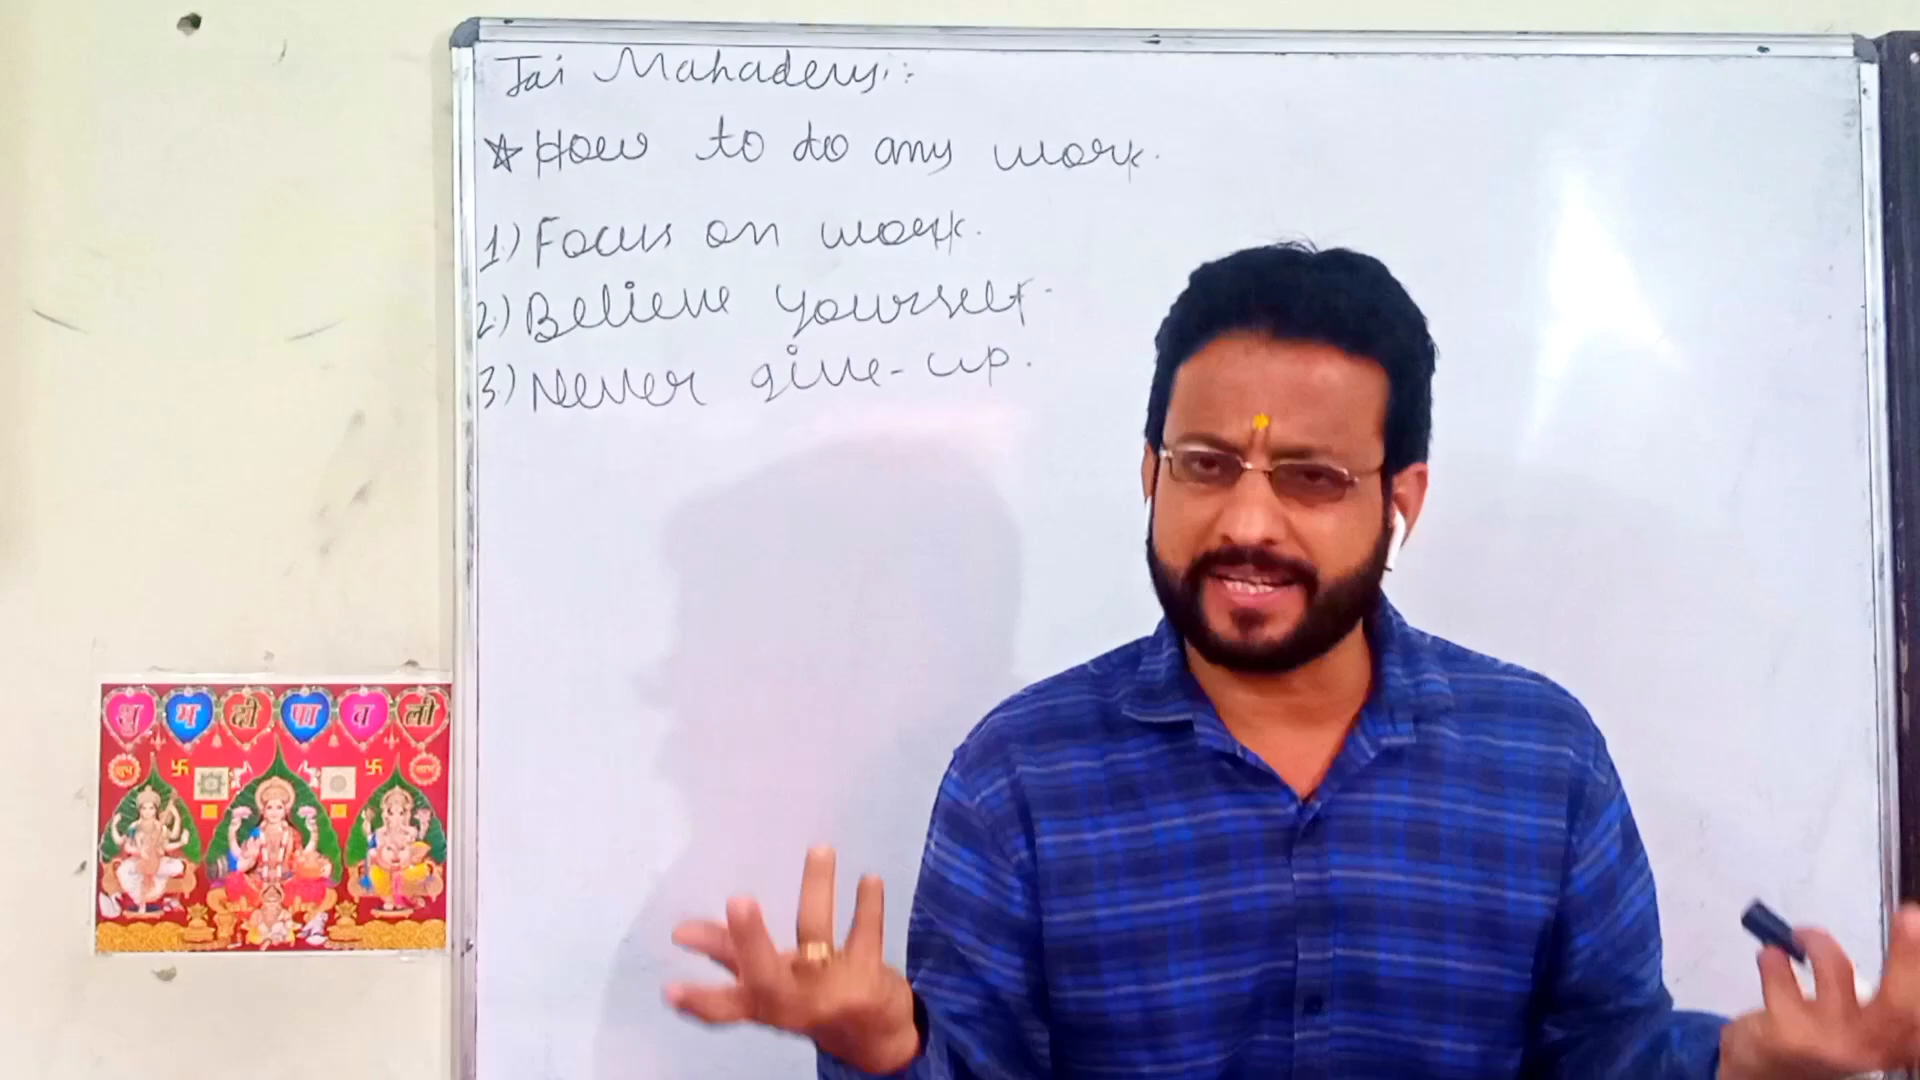 Jai Mahadev :
☆ How to do any work.
1.) Focus on work.
2.) Believe yourself.
3.) Never give-up.
शु भ दी पा व ली
शुभ
लाभ